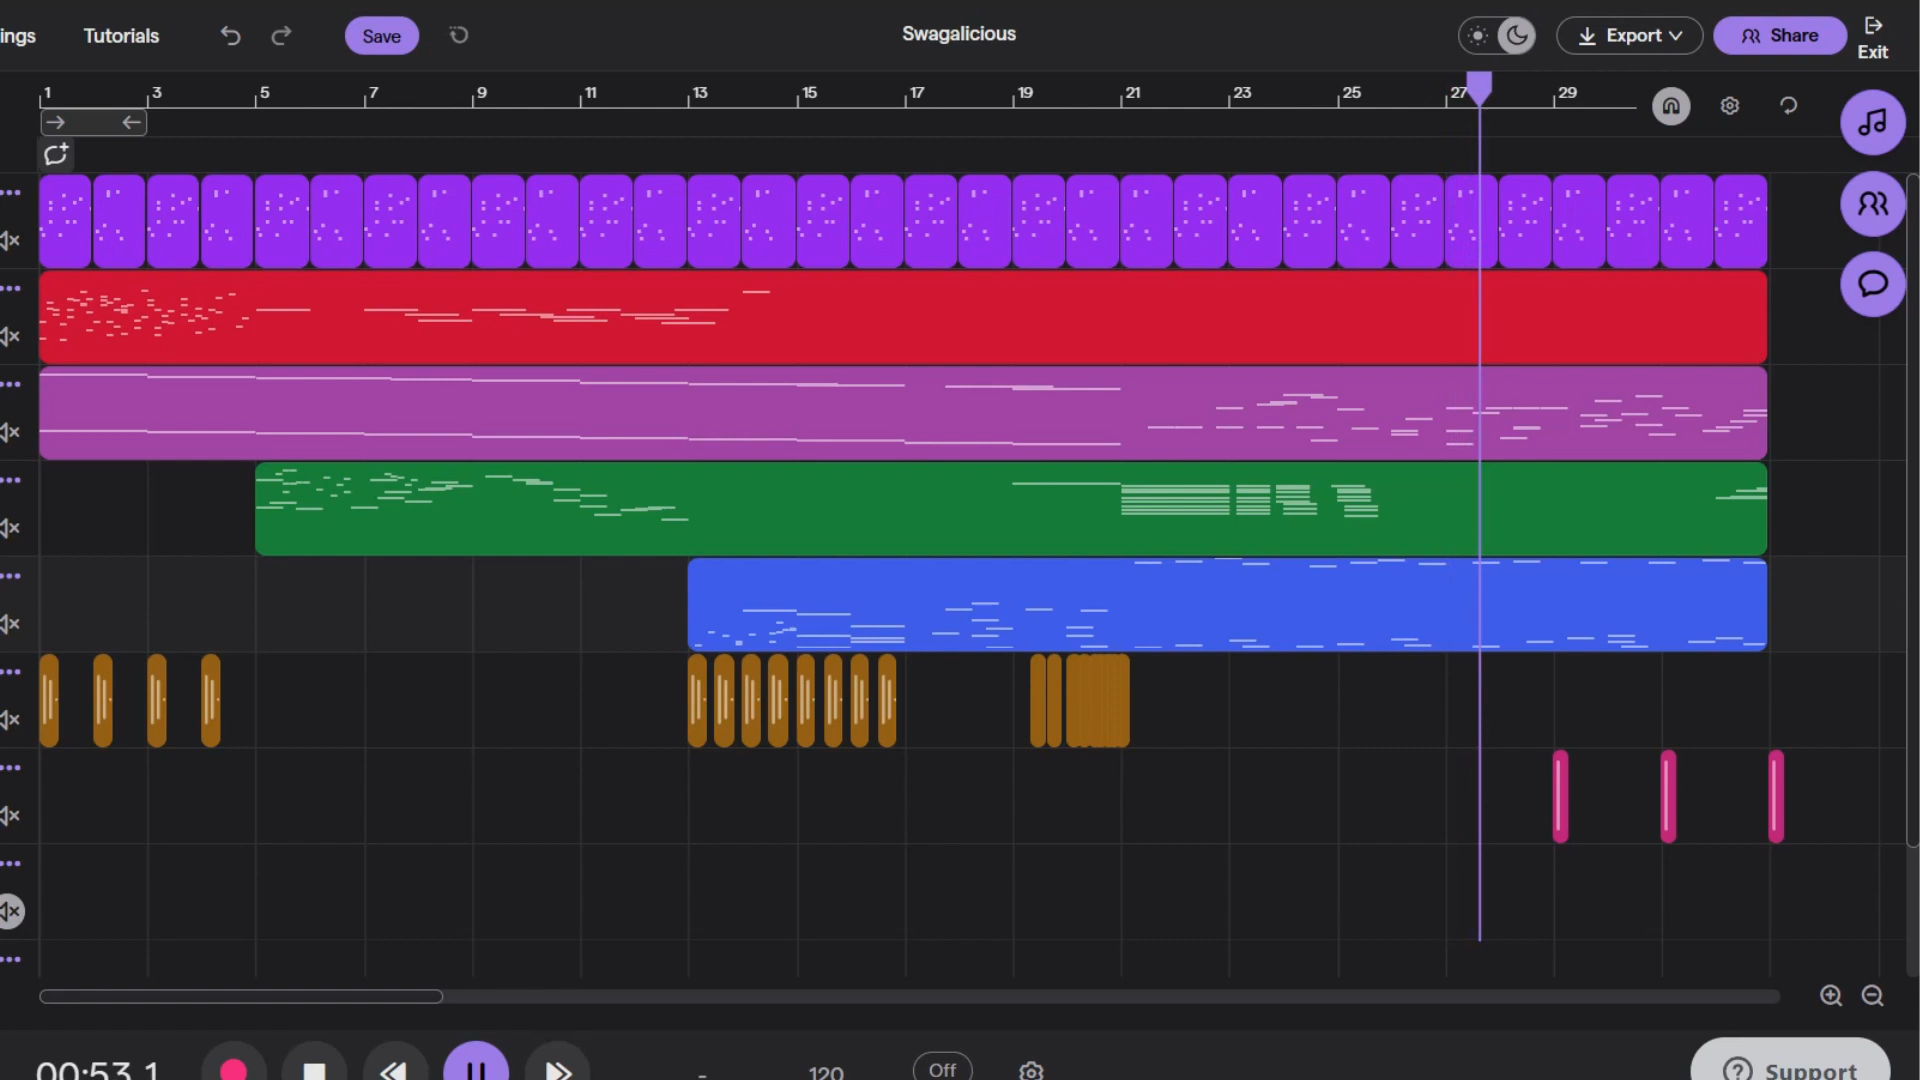 ings Tutorials Save Swagalicious Export Share Exit
1 3 5 7 9 11 13 15 17 19 21 23 25 27 29
00:53.1 - 120 Off Support